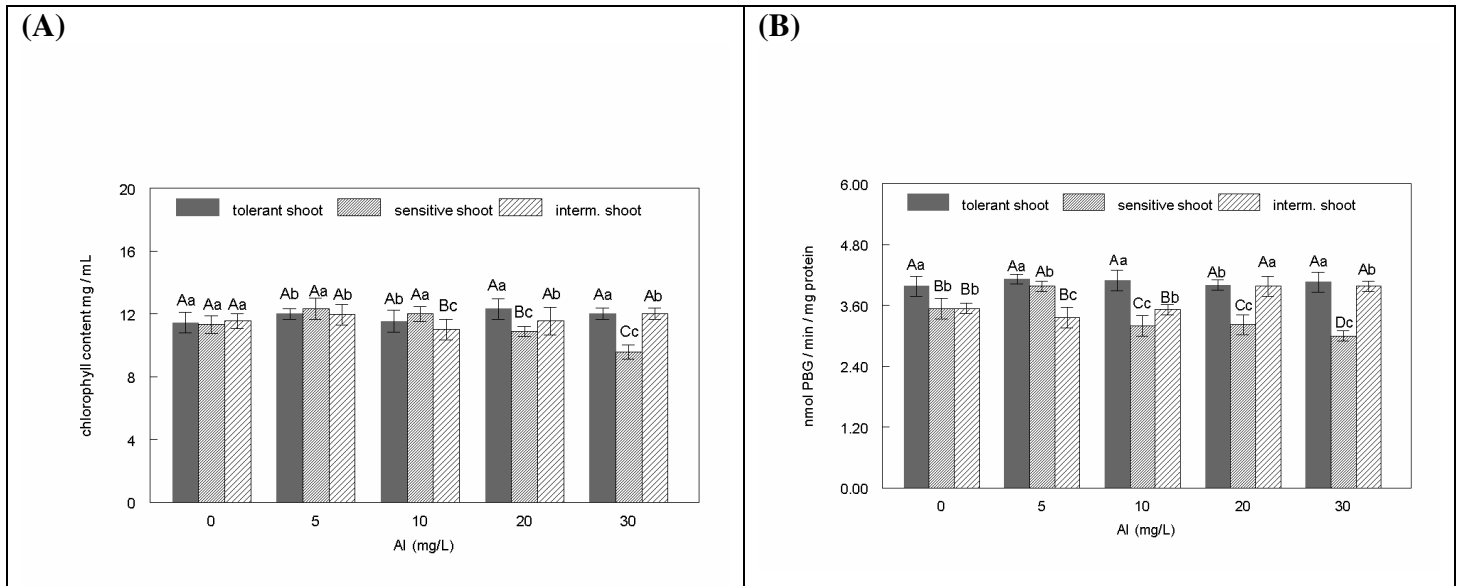 (A)
20
16
12
8
4
0
chlorophyll content mg / mL
tolerant shoot sensitive shoot interm. shoot
Aa Aa Aa Ab Aa Ab Ab Aa Bc Aa Bc Ab Aa Cc Ab
0 5 10 20 30
Al (mg/L)
(B)
6.00
4.80
3.60
2.40
1.20
0.00
nmol PBG / min / mg protein
tolerant shoot sensitive shoot interm. shoot
Aa Bb Bb Aa Ab Bc Aa Cc Bb Ab Cc Aa Aa Dc Ab
0 5 10 20 30
Al (mg/L)